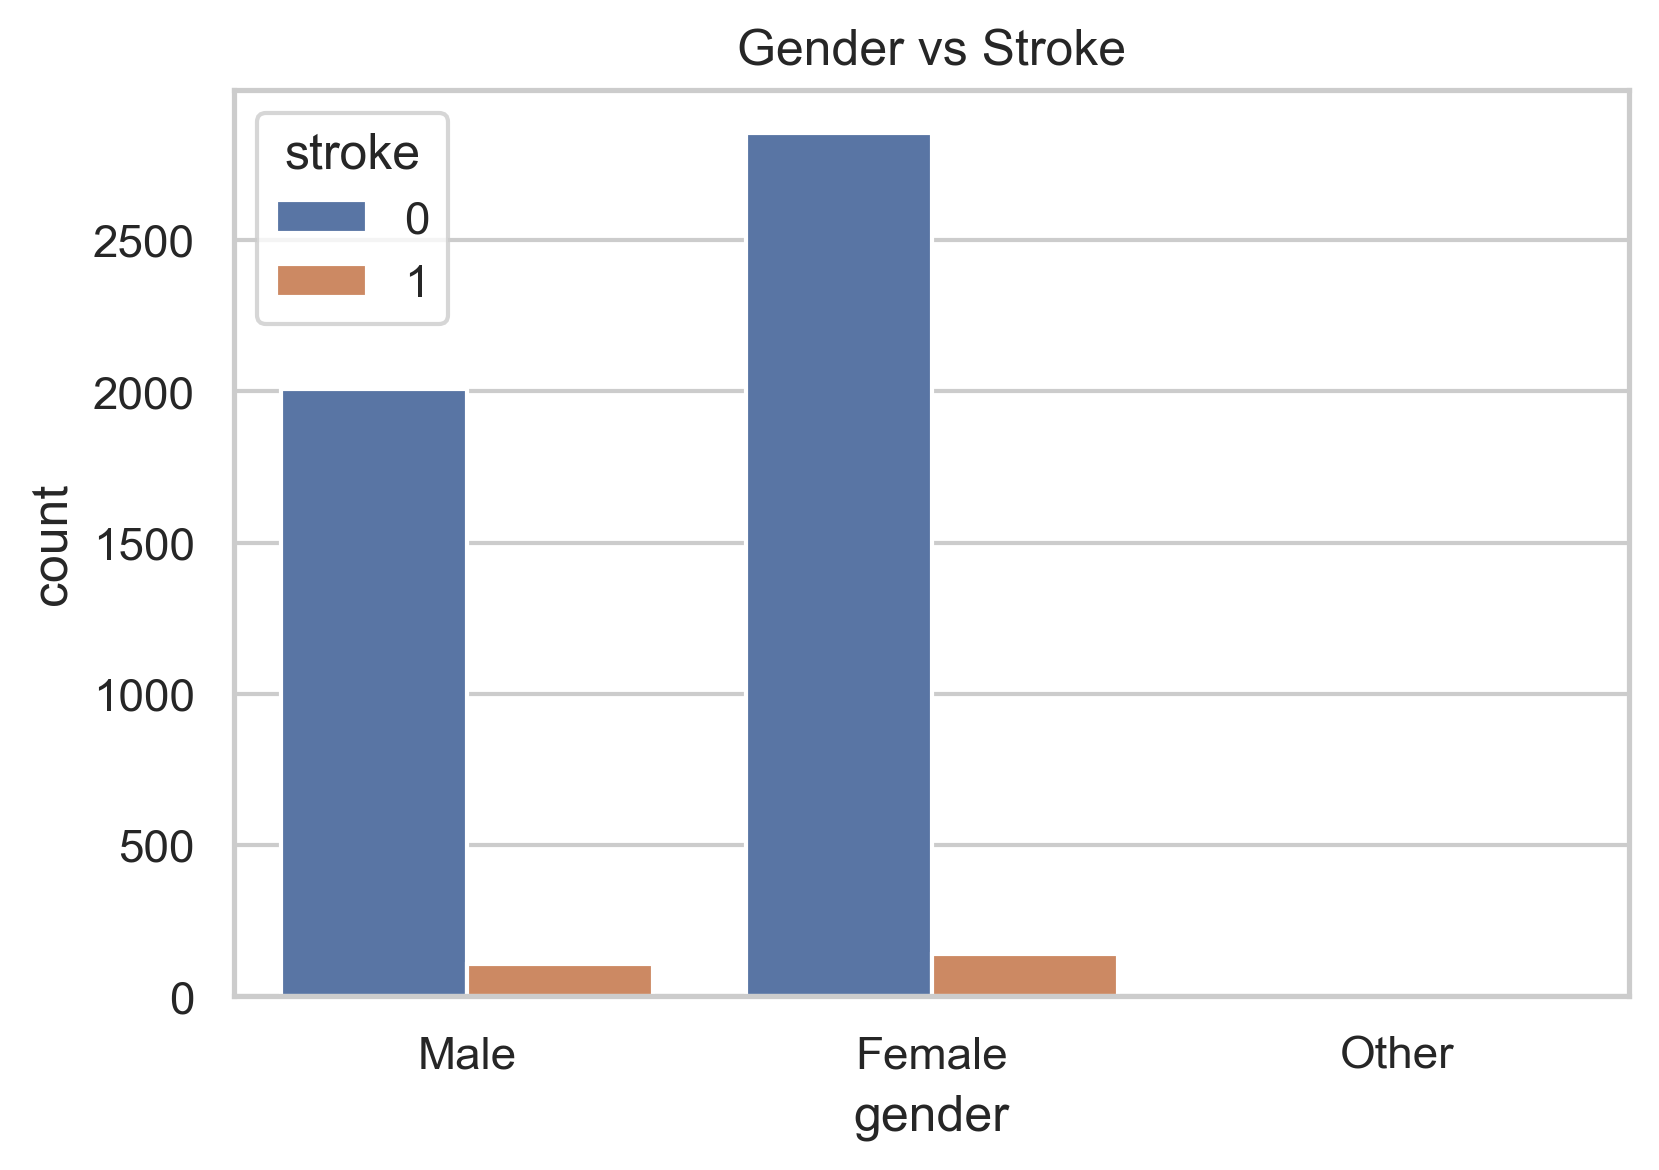 Gender vs Stroke
stroke
0
1
2500
2000
1500
1000
500
0
count
Male Female Other
gender